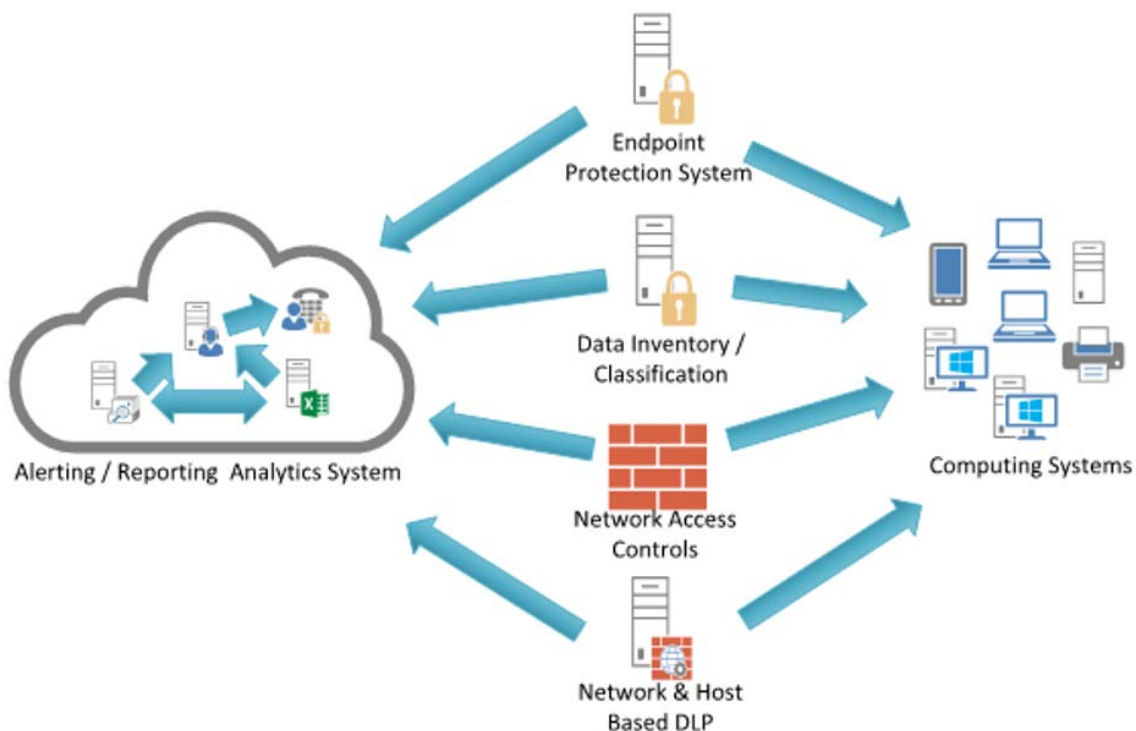 Endpoint
Protection System
Data Inventory /
Classification
Alerting / Reporting  Analytics System
Computing Systems
Network Access
Controls
Network & Host
Based DLP